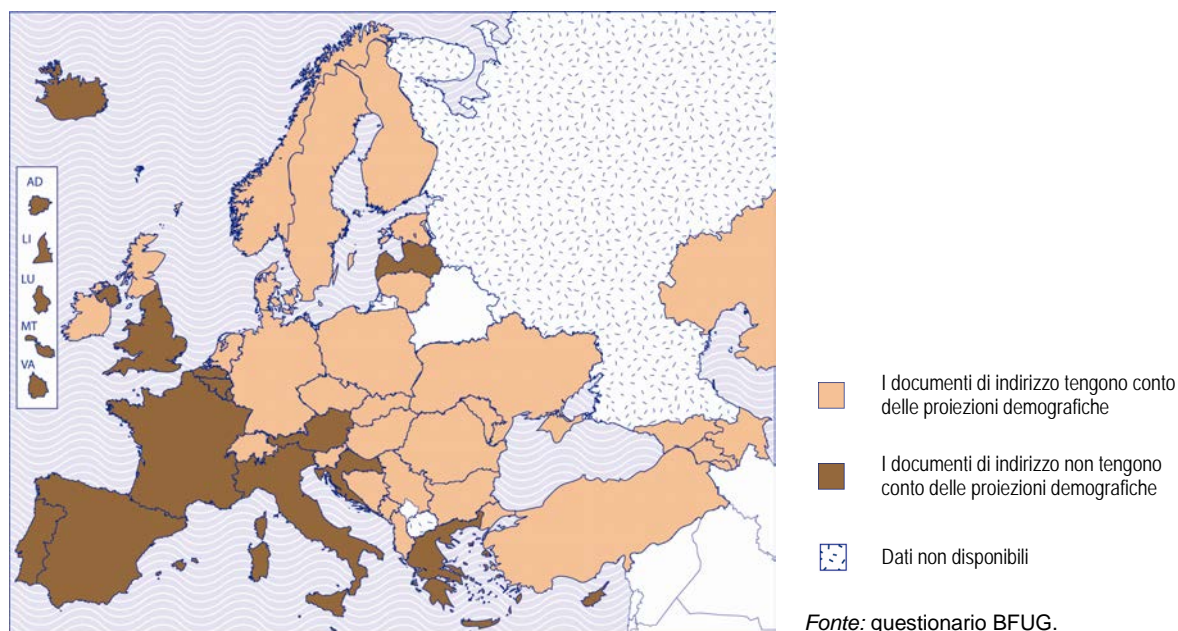 AD
LI
LU
MT
VA
I documenti di indirizzo tengono conto
delle proiezioni demografiche
I documenti di indirizzo non tengono
conto delle proiezioni demografiche
Dati non disponibili
Fonte: questionario BFUG.